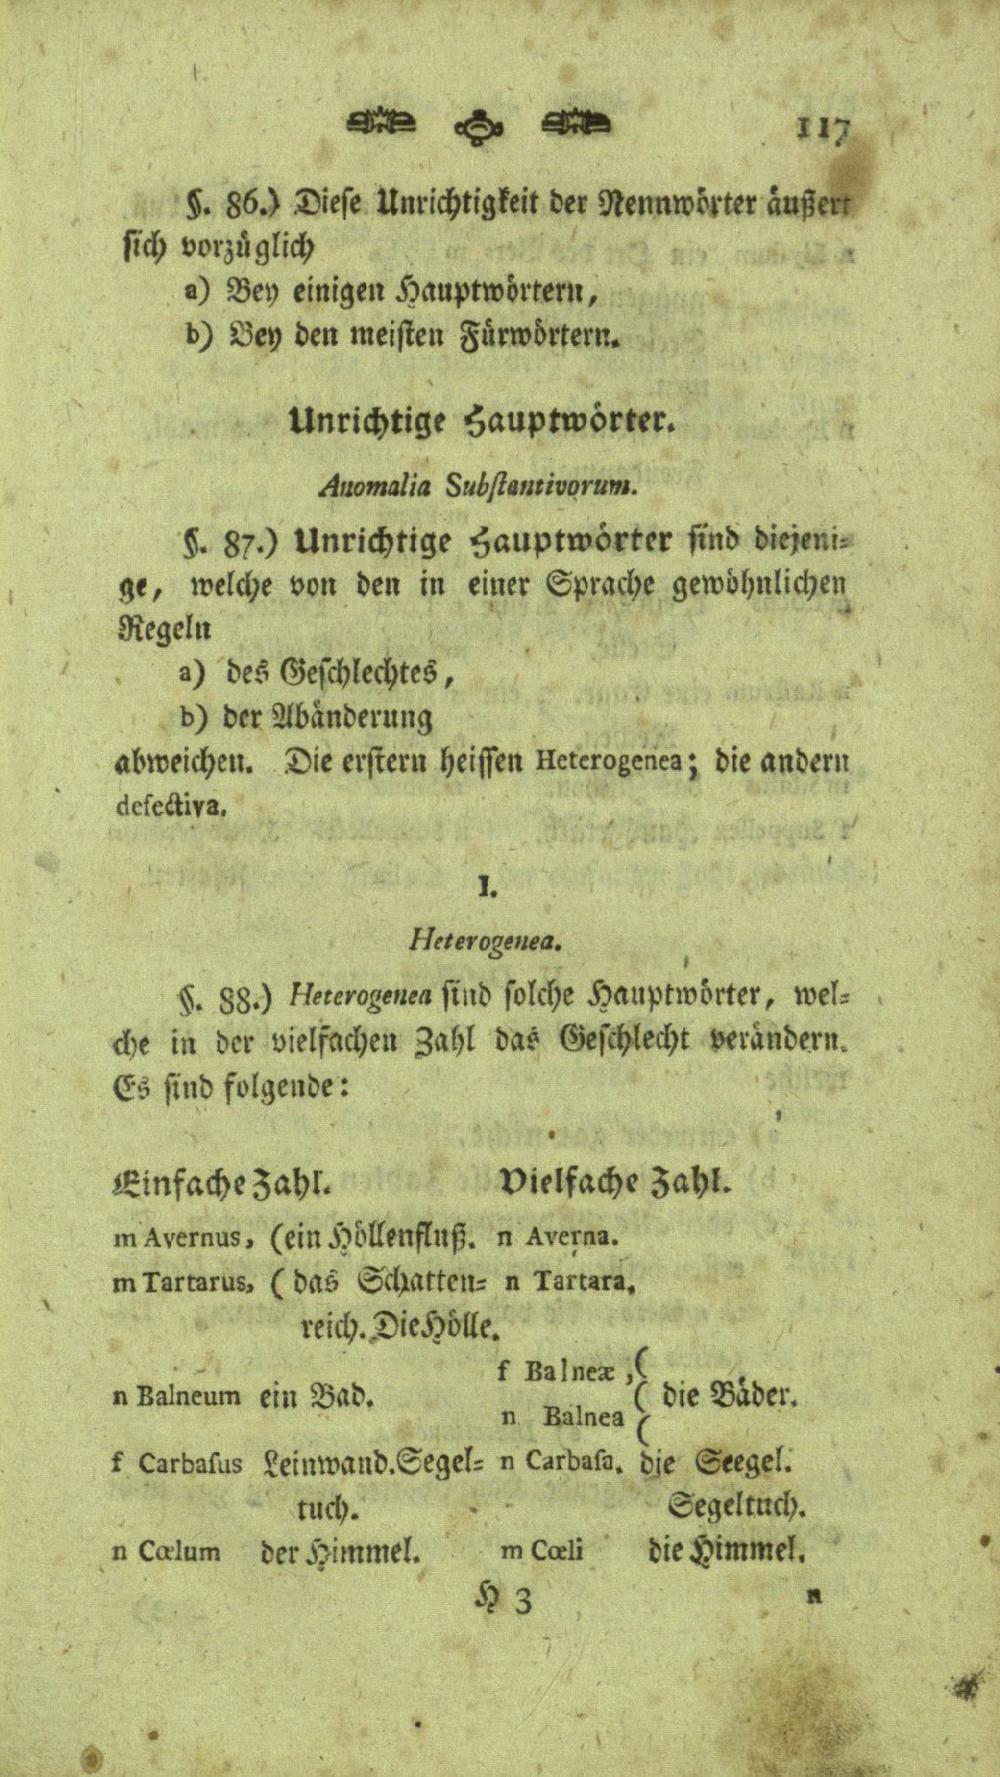 117
§. 86.) Dieſe Unrichtigkeit der Nennwörter äußert
ſich vorzüglich
a) Bey einigen Hauptwörtern,
b) Bey den meiſten Fürwörtern.
Unrichtige Hauptwörter.
Anomalia Subſtantivorum.
§. 87.) Unrichtige Hauptwörter ſind diejeni⸗
ge, welche von den in einer Sprache gewöhnlichen
Regeln
a) des Geſchlechtes,
b) der Abänderung
abweichen. Die erſtern heiſſen Heterogenea; die andern
defectiva.
I.
Heterogenea.
§. 88.) Heterogenea ſind ſolche Hauptwörter, wel⸗
che in der vielfachen Zahl das Geſchlecht verändern.
Es ſind folgende:
Einfache Zahl. Vielfache Zahl.
m Avernus, (ein Höllenfluß. n Averna.
m Tartarus, (das Schatten⸗ n Tartara.
reich. Die Hölle.
f Balneæ ,(
n Balneum ein Bad. ( die Bäder.
n Balnea (
f Carbaſus Leinwand. Segel⸗ n Carbaſa. die Seegel.
tuch. Segeltuch.
n Cœlum der Himmel. m Cœli die Himmel.
H 3 n